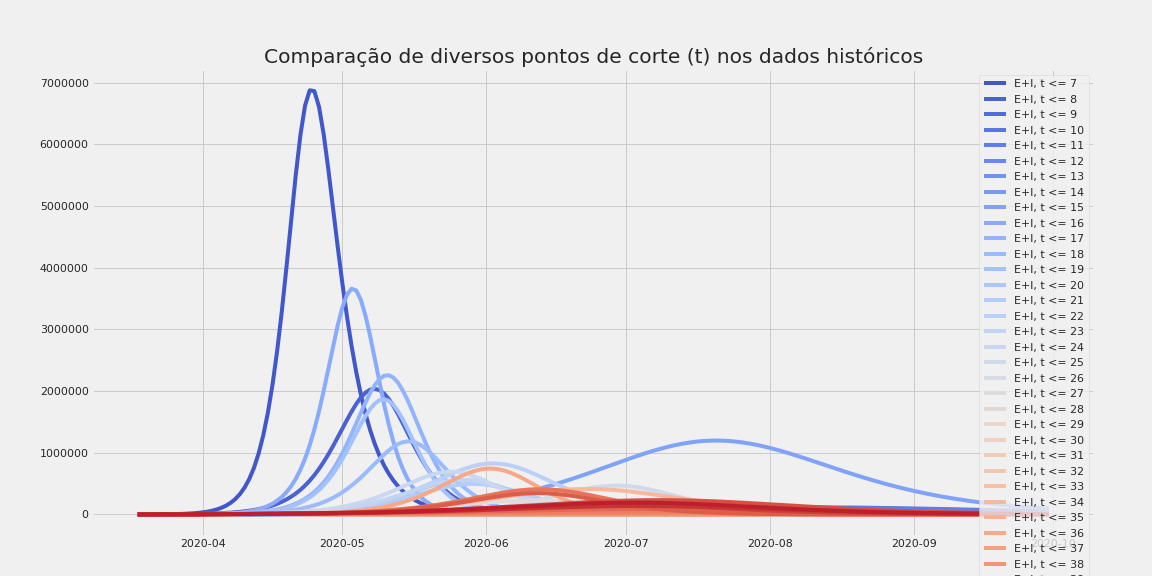 Comparação de diversos pontos de corte (t) nos dados históricos
7000000
6000000
5000000
4000000
3000000
2000000
1000000
0
2020-04
2020-05
2020-06
2020-07
2020-08
2020-09
2020-10
E+I, t <= 7
E+I, t <= 8
E+I, t <= 9
E+I, t <= 10
E+I, t <= 11
E+I, t <= 12
E+I, t <= 13
E+I, t <= 14
E+I, t <= 15
E+I, t <= 16
E+I, t <= 17
E+I, t <= 18
E+I, t <= 19
E+I, t <= 20
E+I, t <= 21
E+I, t <= 22
E+I, t <= 23
E+I, t <= 24
E+I, t <= 25
E+I, t <= 26
E+I, t <= 27
E+I, t <= 28
E+I, t <= 29
E+I, t <= 30
E+I, t <= 31
E+I, t <= 32
E+I, t <= 33
E+I, t <= 34
E+I, t <= 35
E+I, t <= 36
E+I, t <= 37
E+I, t <= 38